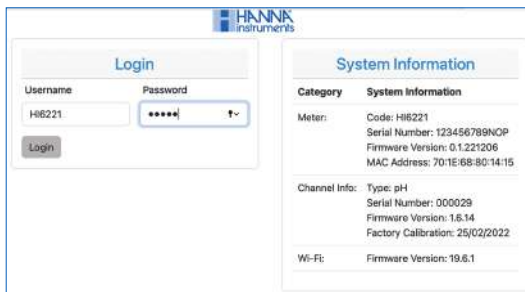 HANNA
instruments
Login
Username Password
HI6221 •••••
Login
System Information
Category System Information
Meter: Code: HI6221
Serial Number: 123456789NOP
Firmware Version: 0.1.221206
MAC Address: 70:1E:68:80:14:15
Channel Info: Type: pH
Serial Number: 000029
Firmware Version: 1.6.14
Factory Calibration: 25/02/2022
Wi-Fi: Firmware Version: 19.6.1